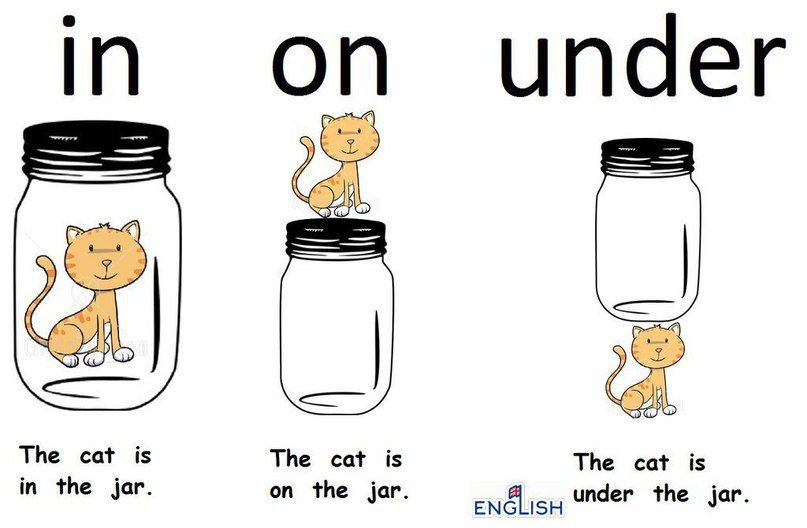 in
on
under
The cat is
in the jar.
The cat is
on the jar.
The cat is
under the jar.
ENGLISH